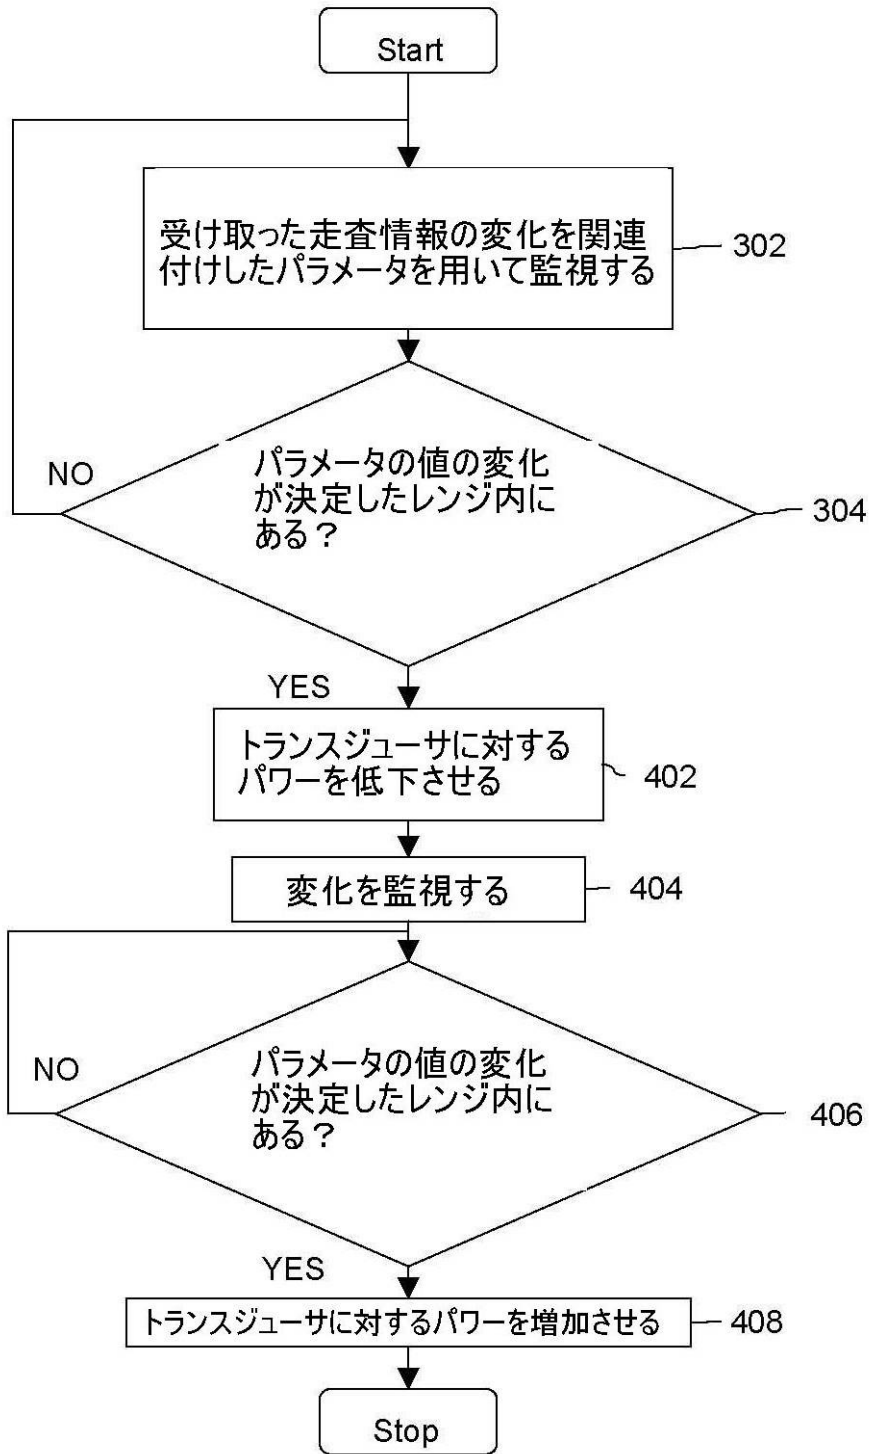 Start
受け取った走査情報の変化を関連
付けしたパラメータを用いて監視する
302
NO
パラメータの値の変化
が決定したレンジ内に
ある?
304
YES
トランスジューサに対する
パワーを低下させる
402
変化を監視する
404
NO
パラメータの値の変化
が決定したレンジ内に
ある?
406
YES
トランスジューサに対するパワーを増加させる
408
Stop